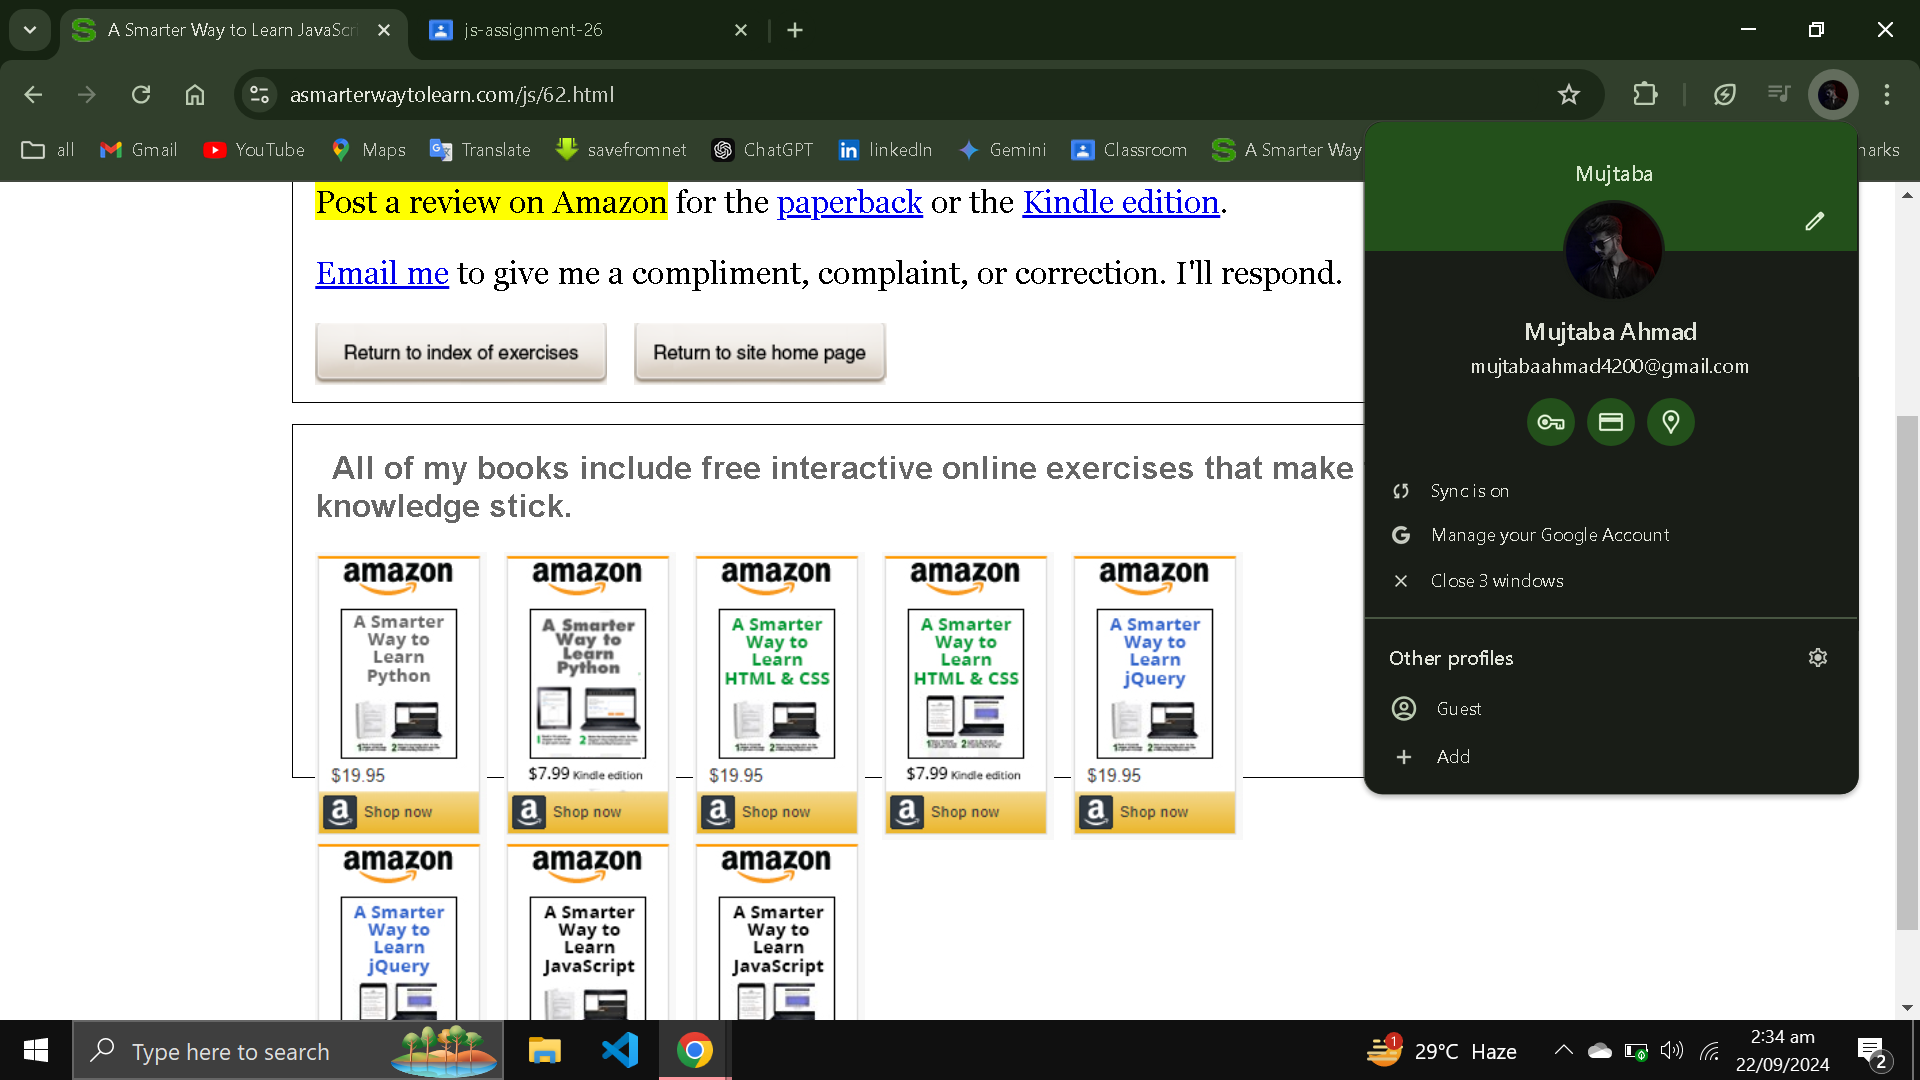 A Smarter Way to Learn JavaScri
js-assignment-26
asmarterwaytolearn.com/js/62.html
all
Gmail
YouTube
Maps
Translate
savefromnet
ChatGPT
linkedIn
Gemini
Classroom
A Smarter Way
Post a review on Amazon for the paperback or the Kindle edition.
Email me to give me a compliment, complaint, or correction. I'll respond.
Return to index of exercises
Return to site home page
All of my books include free interactive online exercises that make
knowledge stick.
amazon
A Smarter
Way to
Learn
Python
$19.95
Shop now
amazon
A Smarter
Way to
Learn
Python
$7.99 Kindle edition
Shop now
amazon
A Smarter
Way to
Learn
HTML & CSS
$19.95
Shop now
amazon
A Smarter
Way to
Learn
HTML & CSS
$7.99 Kindle edition
Shop now
amazon
A Smarter
Way to
Learn
jQuery
$19.95
Shop now
amazon
A Smarter
Way to
Learn
jQuery
amazon
A Smarter
Way to
Learn
JavaScript
amazon
A Smarter
Way to
Learn
JavaScript
Mujtaba
Mujtaba Ahmad
mujtabaahmad4200@gmail.com
Sync is on
Manage your Google Account
Close 3 windows
Other profiles
Guest
Add
Type here to search
1
29°C Haze
2:34 am
22/09/2024
2